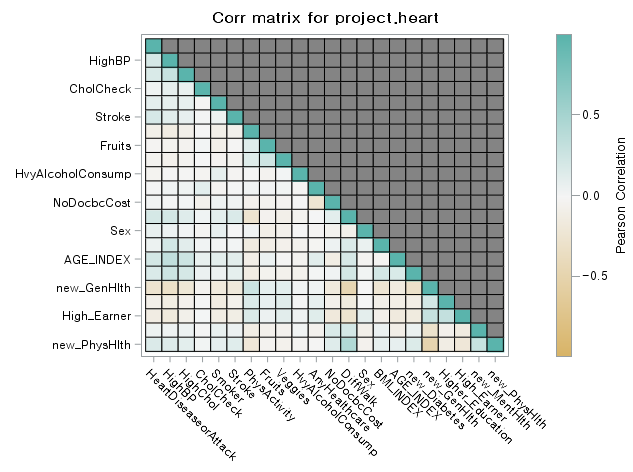 Corr matrix for project.heart
HighBP
CholCheck
Stroke
Fruits
HvyAlcoholConsump
NoDocbcCost
Sex
AGE_INDEX
new_GenHlth
High_Earner
new_PhysHlth
HeartDiseaseorAttack
HighBP
HighChol
CholCheck
Smoker
Stroke
PhysActivity
Fruits
Veggies
HvyAlcoholConsump
AnyHealthcare
NoDocbcCost
DiffWalk
Sex
BMI_INDEX
AGE_INDEX
new_Diabetes
new_GenHlth
Higher_Education
High_Earner
new_MentHlth
new_PhysHlth
0.5
0.0
−0.5
Pearson Correlation